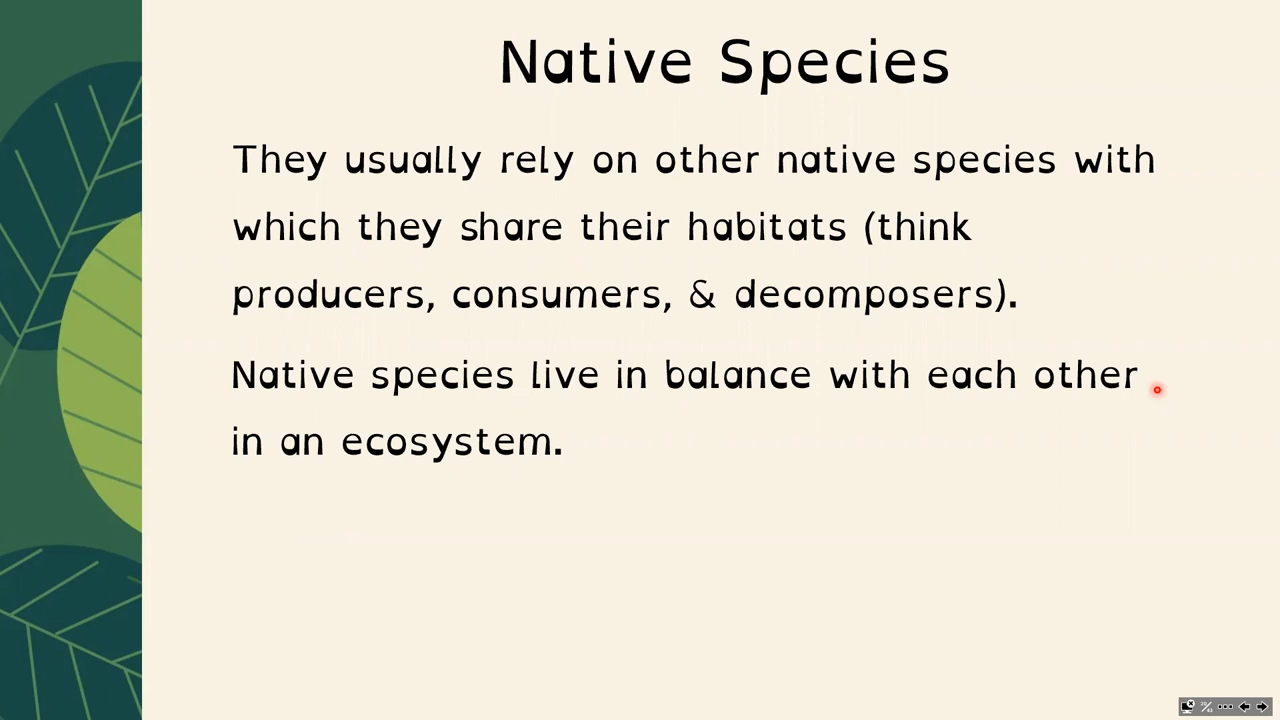 Native Species
They usually rely on other native species with
which they share their habitats (think
producers, consumers, & decomposers).
Native species live in balance with each other
in an ecosystem.